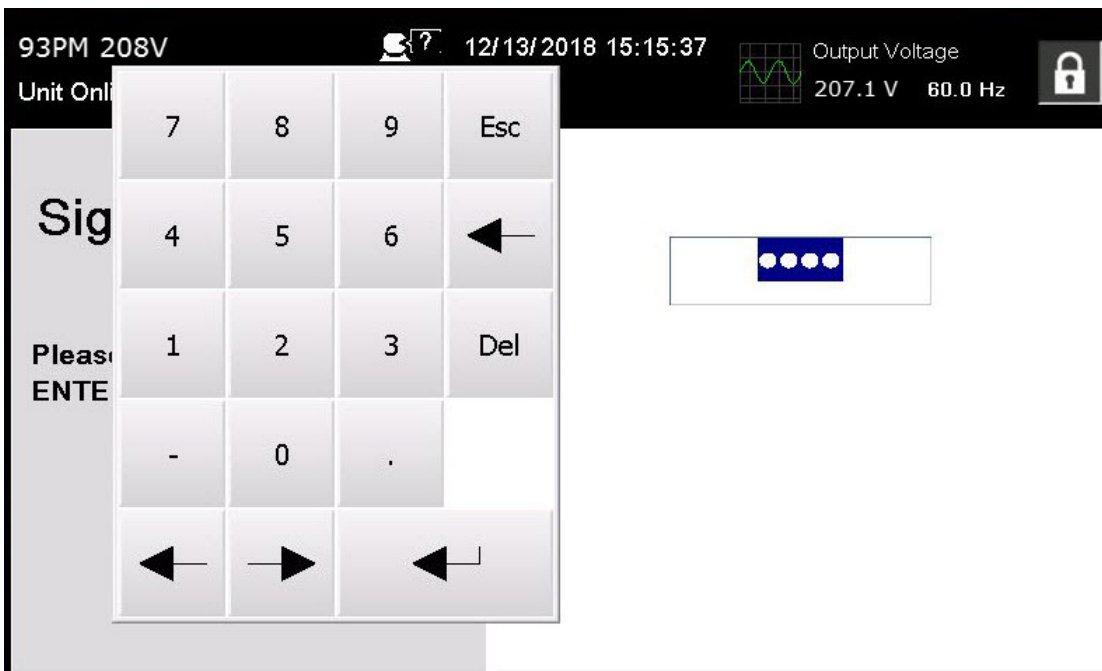 93PM 208V
? 12/13/2018 15:15:37
Output Voltage
207.1 V 60.0 Hz
Unit Onli
7 8 9 Esc
Sig
4 5 6
1 2 3 Del
Pleas
ENTE
- 0 .